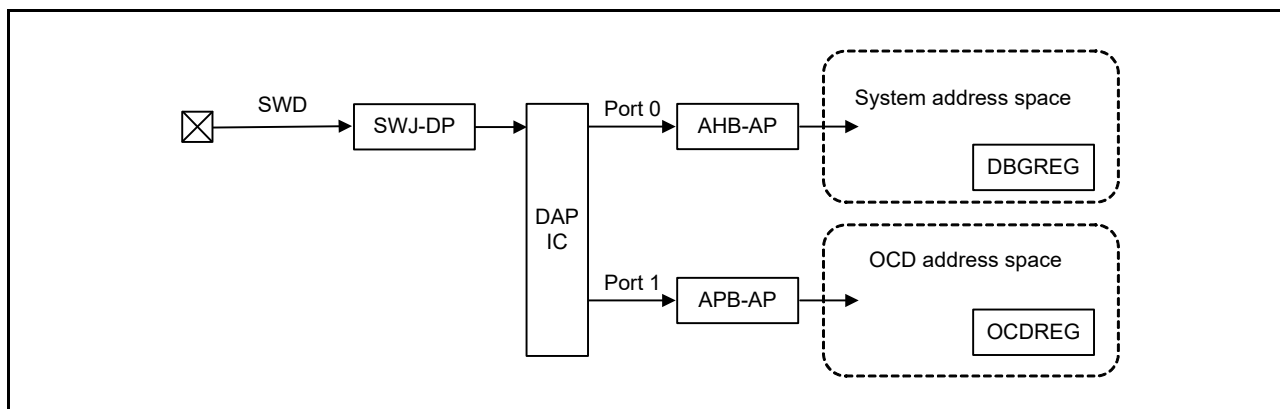 SWD
SWJ-DP
DAP
IC
Port 0
AHB-AP
System address space
DBGREG
Port 1
APB-AP
OCD address space
OCDREG